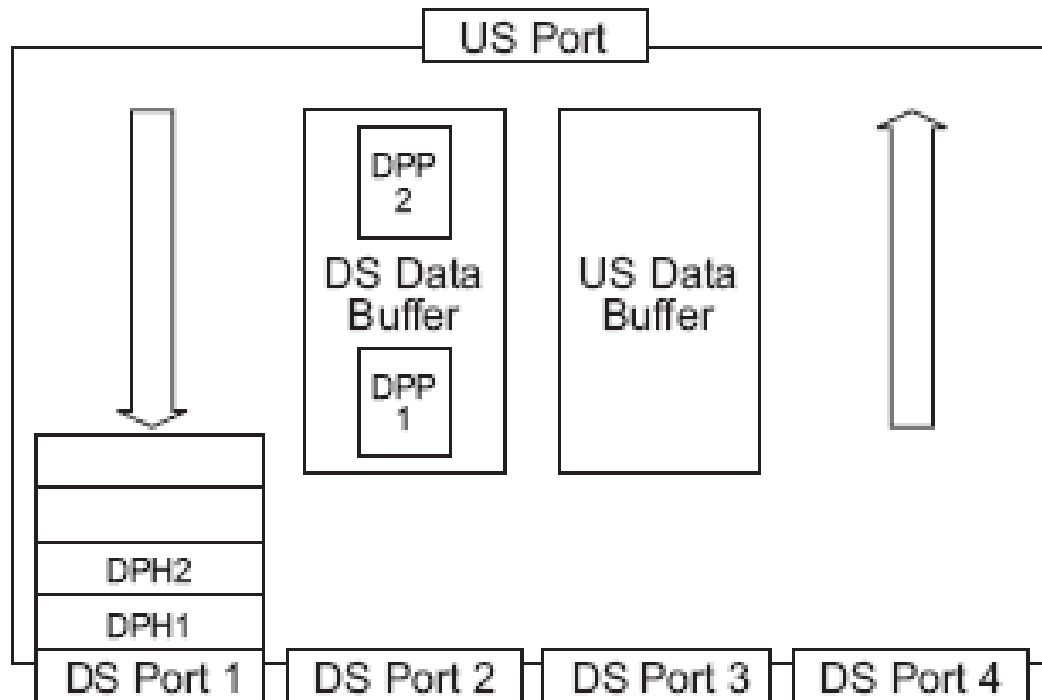 US Port
DPP
2
DS Data
Buffer
DPP
1
US Data
Buffer
DPH2
DPH1
DS Port 1
DS Port 2
DS Port 3
DS Port 4